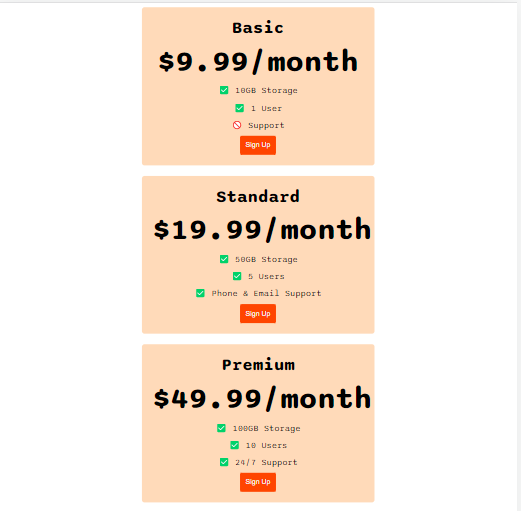 Basic
$9.99/month
✅ 10GB Storage
✅ 1 User
🚫 Support
Sign Up
Standard
$19.99/month
✅ 50GB Storage
✅ 5 Users
✅ Phone & Email Support
Sign Up
Premium
$49.99/month
✅ 100GB Storage
✅ 10 Users
✅ 24/7 Support
Sign Up